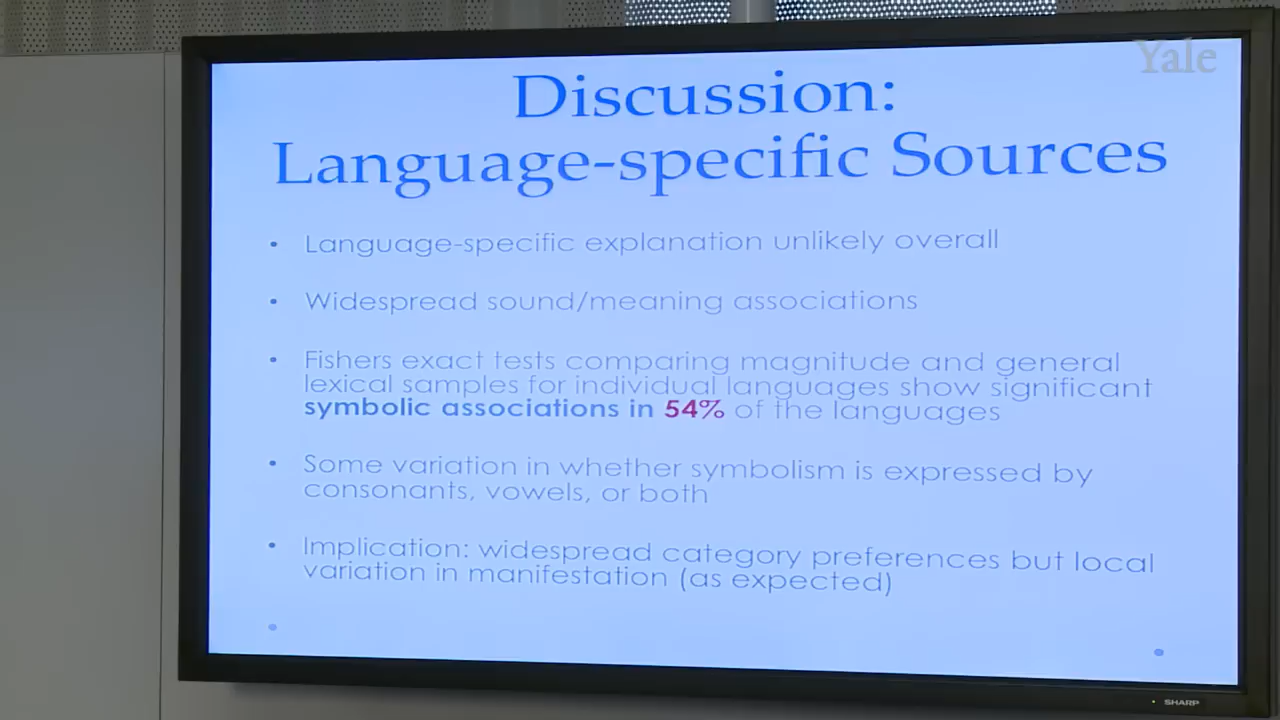 Yale
Discussion:
Language-specific Sources
• Language-specific explanation unlikely overall
• Widespread sound/meaning associations
• Fishers exact tests comparing magnitude and general
lexical samples for individual languages show significant
symbolic associations in 54% of the languages
• Some variation in whether symbolism is expressed by
consonants, vowels, or both
• Implication: widespread category preferences but local
variation in manifestation (as expected)
SHARP